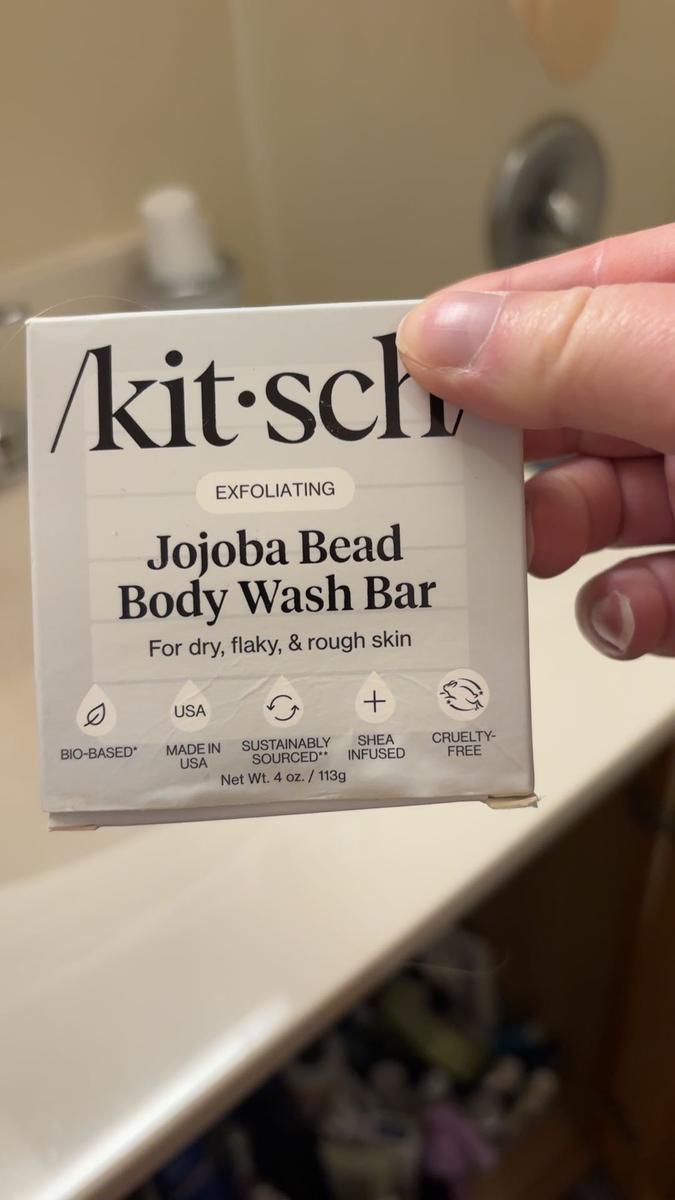 /kit·sch/
EXFOLIATING
Jojoba Bead
Body Wash Bar
For dry, flaky, & rough skin
USA
BIO-BASED*
MADE IN
USA
SUSTAINABLY
SOURCED**
SHEA
INFUSED
CRUELTY-
FREE
Net Wt. 4 oz. / 113g